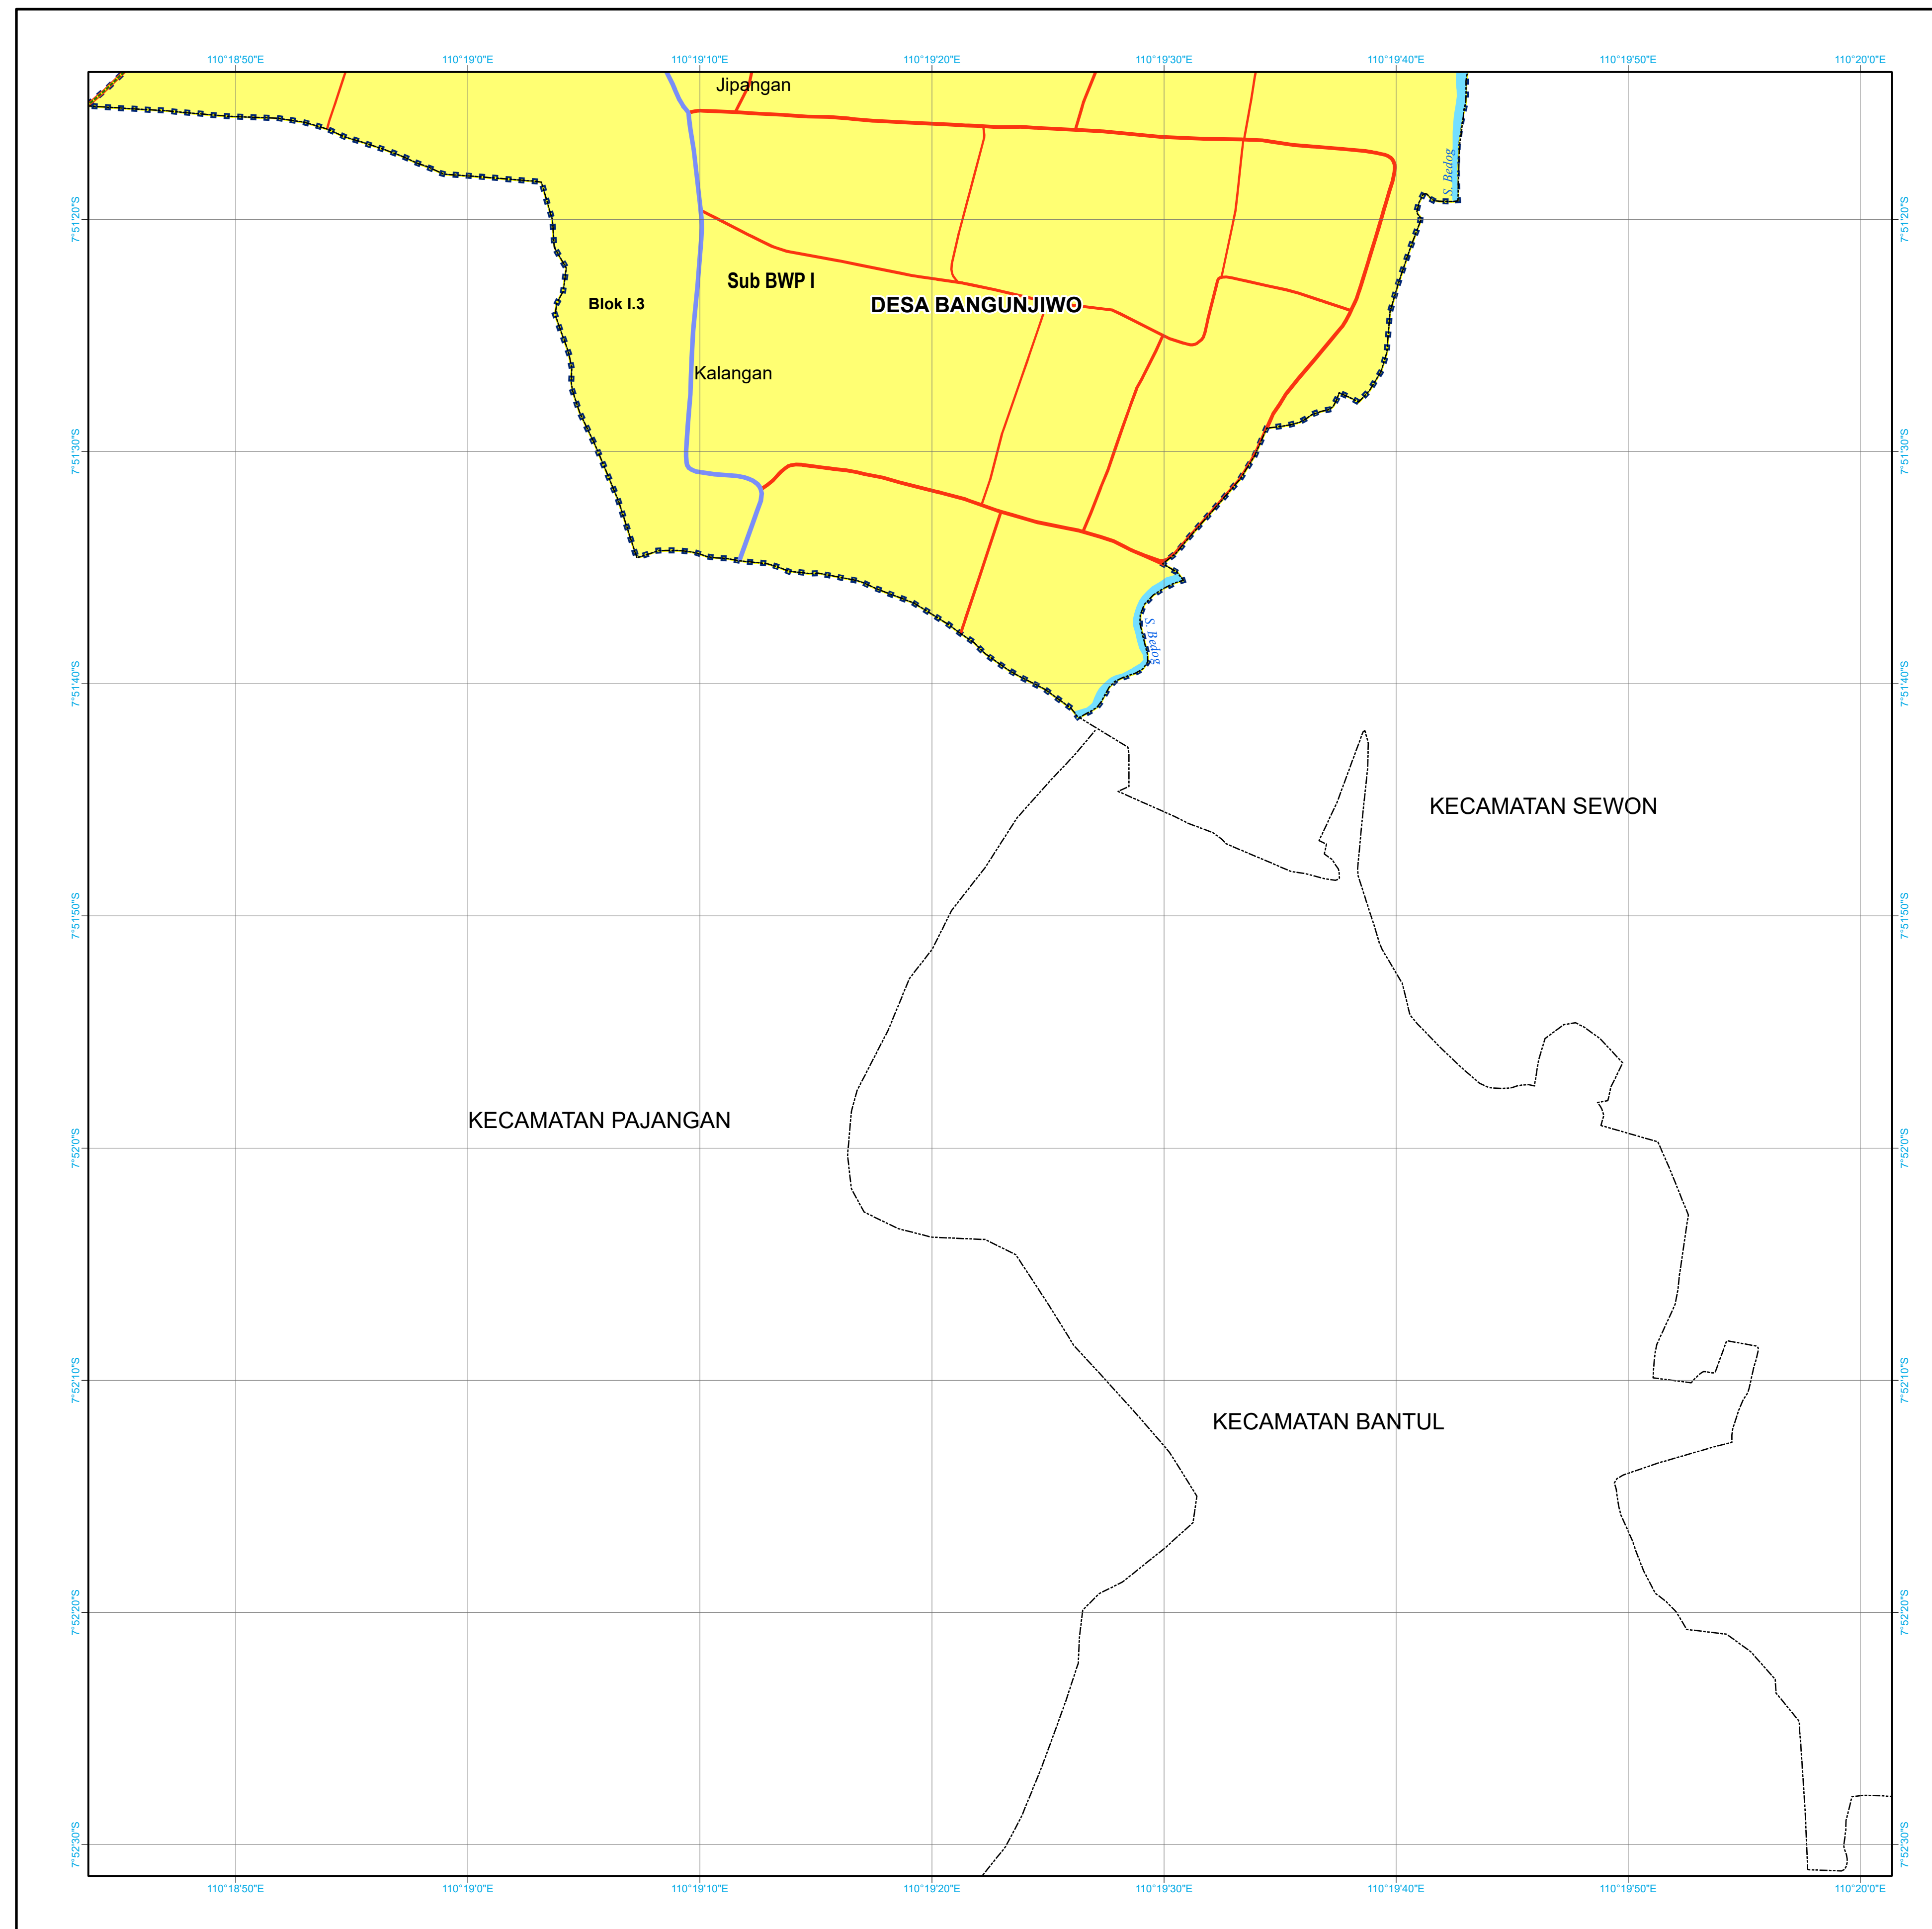 110°18'50"E
110°19'0"E
110°19'10"E
110°19'20"E
110°19'30"E
110°19'40"E
110°19'50"E
110°20'0"E
Jipangan
S. Bedog
7°51'20"S
7°51'20"S
Sub BWP I
Blok I.3
DESA BANGUNJIWO
Kalangan
7°51'30"S
7°51'30"S
S. Bedog
7°51'40"S
7°51'40"S
KECAMATAN SEWON
7°51'50"S
7°51'50"S
KECAMATAN PAJANGAN
7°52'0"S
7°52'0"S
7°52'10"S
7°52'10"S
KECAMATAN BANTUL
7°52'20"S
7°52'20"S
7°52'30"S
7°52'30"S
110°18'50"E
110°19'0"E
110°19'10"E
110°19'20"E
110°19'30"E
110°19'40"E
110°19'50"E
110°20'0"E